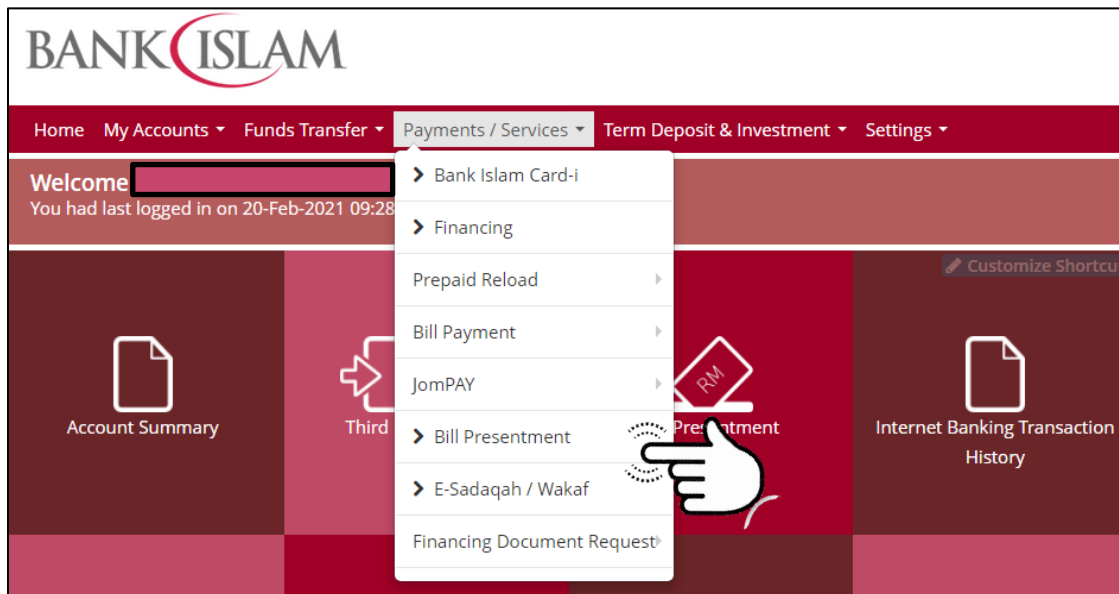 BANK ISLAM
Home My Accounts Funds Transfer Payments / Services Term Deposit & Investment Settings
Welcome
You had last logged in on 20-Feb-2021 09:28
Bank Islam Card-i
Financing
Prepaid Reload
Bill Payment
JomPAY
Bill Presentment
E-Sadaqah / Wakaf
Financing Document Request
Customize Shortcu
RM
Account Summary
Third
Internet Banking Transaction
History